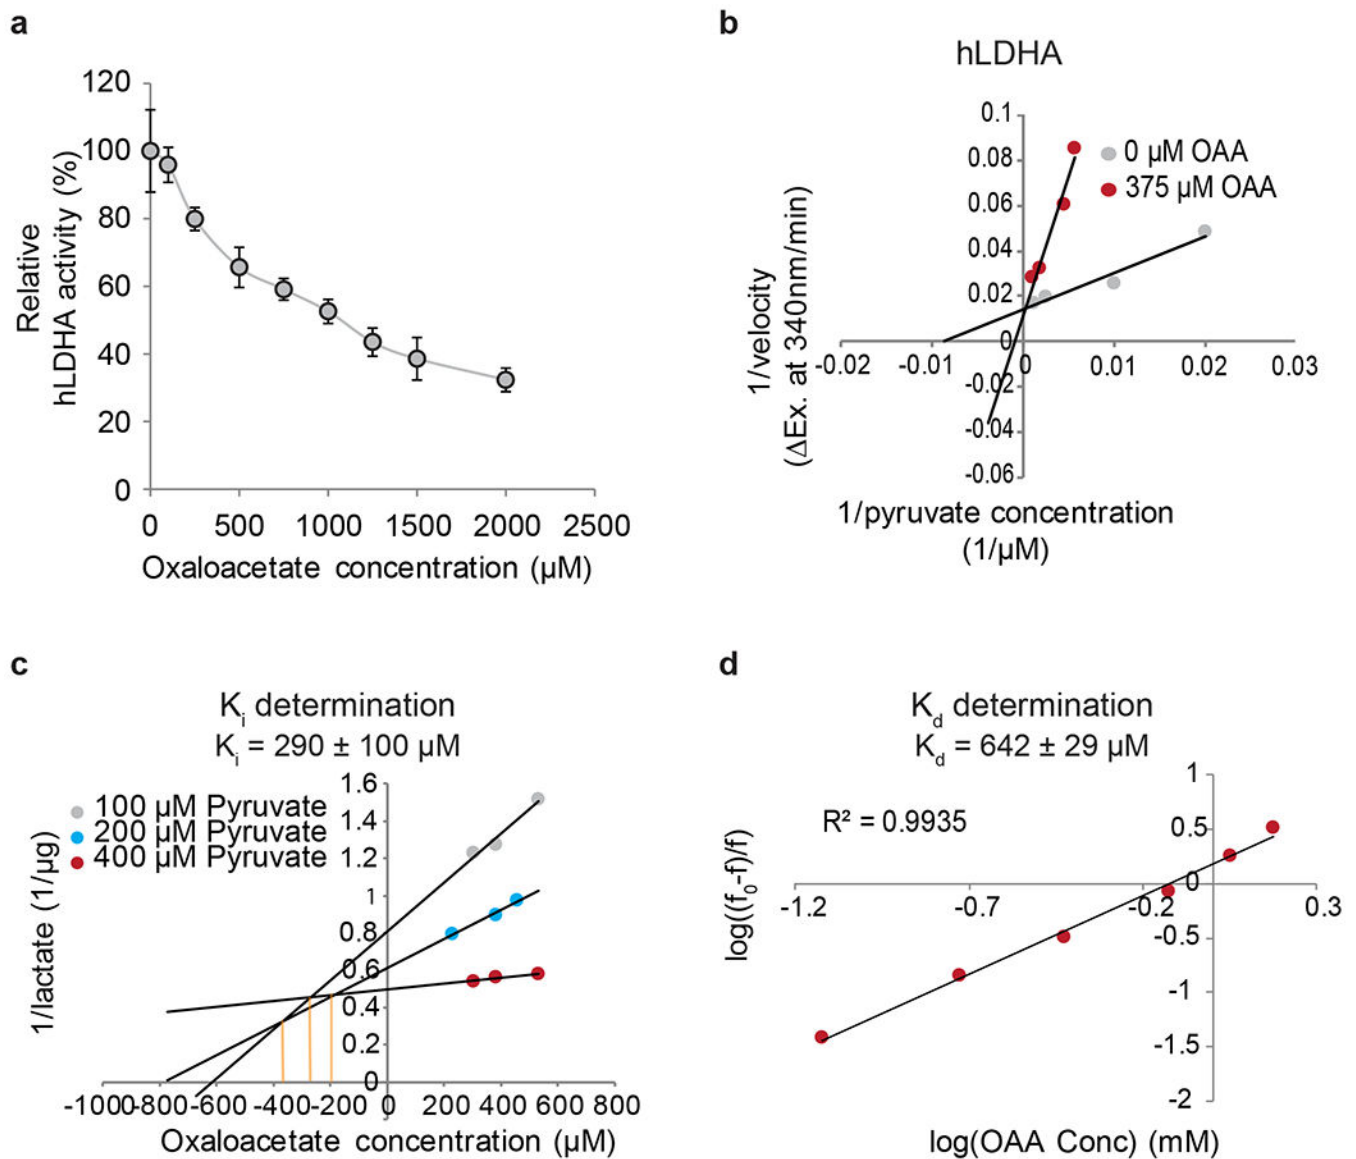 a
120
100
80
60
40
20
0
0 500 1000 1500 2000 2500
Relative
hLDHA activity (%)
Oxaloacetate concentration (µM)
b
hLDHA
0.1
0.08
0.06
0.04
0.02
0
-0.02
-0.04
-0.06
-0.02 -0.01 0 0.01 0.02 0.03
0 µM OAA
375 µM OAA
1/velocity
(ΔEx. at 340nm/min)
1/pyruvate concentration
(1/µM)
c
Ki determination
Ki = 290 ± 100 µM
100 µM Pyruvate
200 µM Pyruvate
400 µM Pyruvate
1.6
1.4
1.2
1
0.8
0.6
0.4
0.2
0
-1000 -800 -600 -400 -200 0 200 400 600 800
1/lactate (1/µg)
Oxaloacetate concentration (µM)
d
Kd determination
Kd = 642 ± 29 µM
R² = 0.9935
1
0.5
0
-0.5
-1
-1.5
-2
-1.2 -0.7 -0.2 0.3
log((f0-f)/f)
log(OAA Conc) (mM)